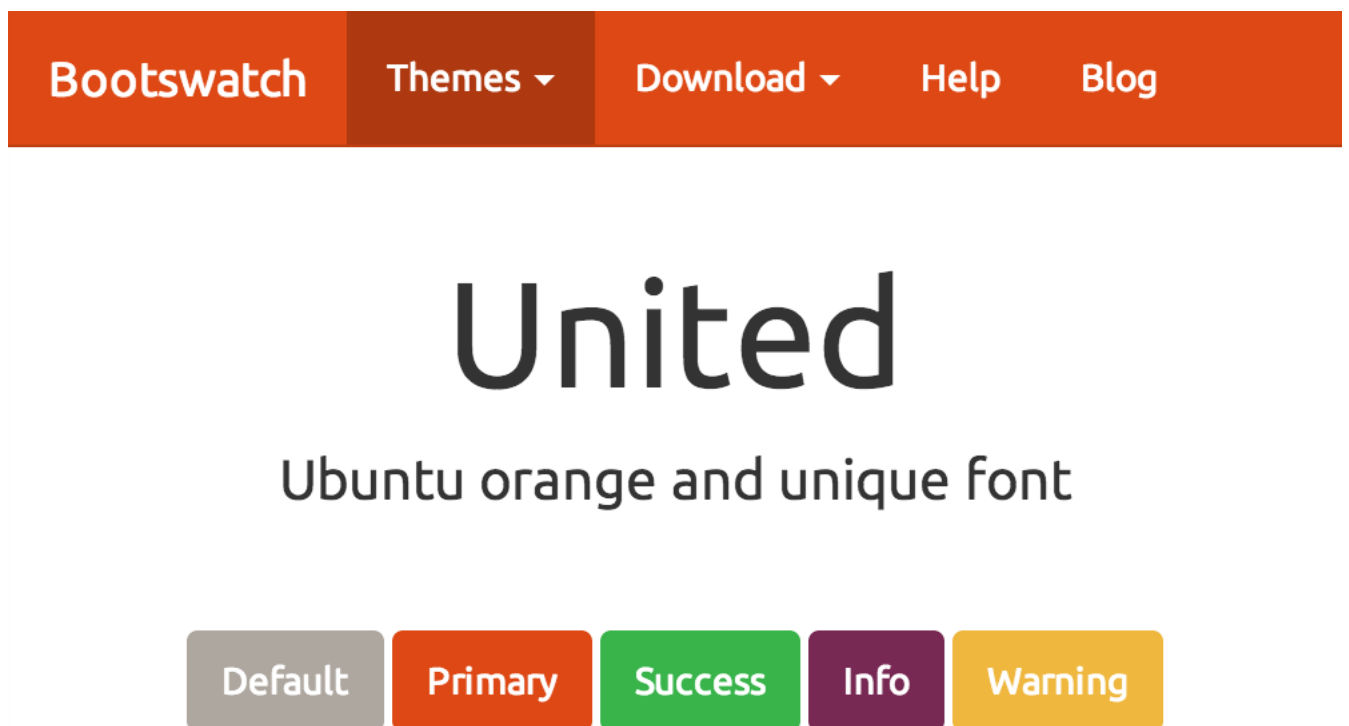 Bootswatch Themes Download Help Blog
United
Ubuntu orange and unique font
Default Primary Success Info Warning